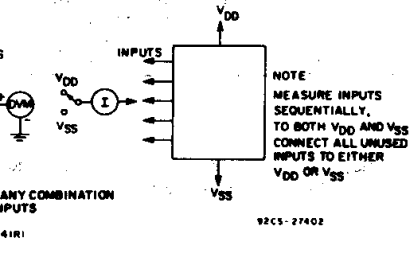 VDD
INPUTS
S
NOTE
VDD
MEASURE INPUTS
SEQUENTIALLY,
+
DVM
I
TO BOTH VDD AND VSS
-
VSS
CONNECT ALL UNUSED
INPUTS TO EITHER
VDD OR VSS
ANY COMBINATION
VSS
NPUTS
92CS-27402
41R1